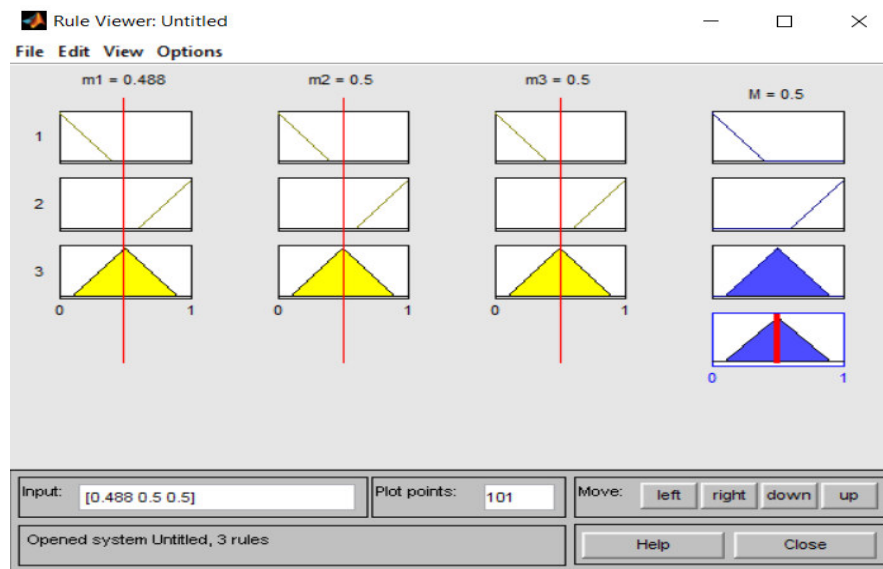 Rule Viewer: Untitled
File Edit View Options
m1 = 0.488 m2 = 0.5 m3 = 0.5 M = 0.5
1
2
3
0 1 0 1 0 1
0 1
Input: [0.488 0.5 0.5] Plot points: 101 Move: left right down up
Opened system Untitled, 3 rules Help Close